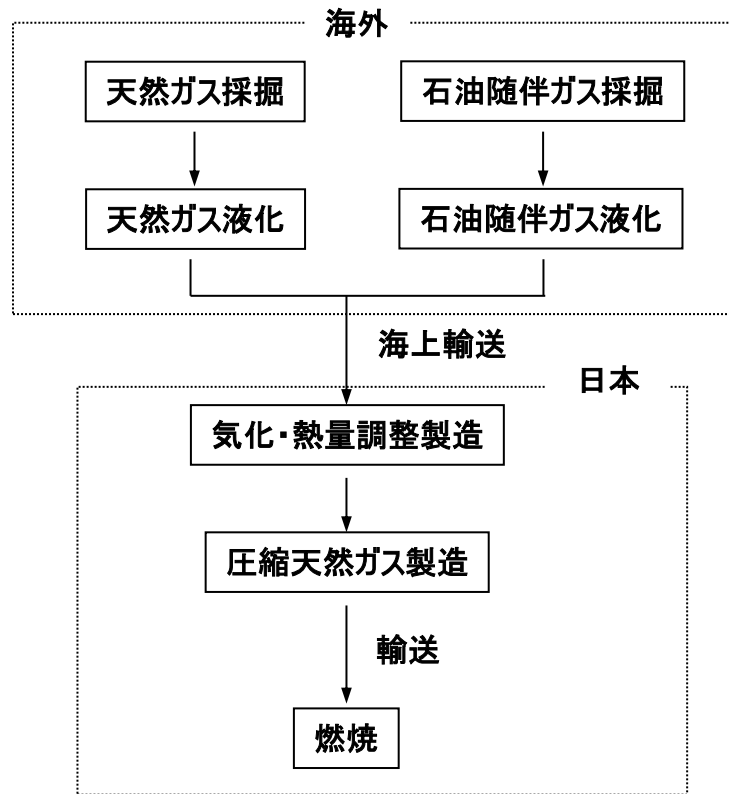 海外
天然ガス採掘
石油随伴ガス採掘
天然ガス液化
石油随伴ガス液化
海上輸送
日本
気化・熱量調整製造
圧縮天然ガス製造
輸送
燃焼